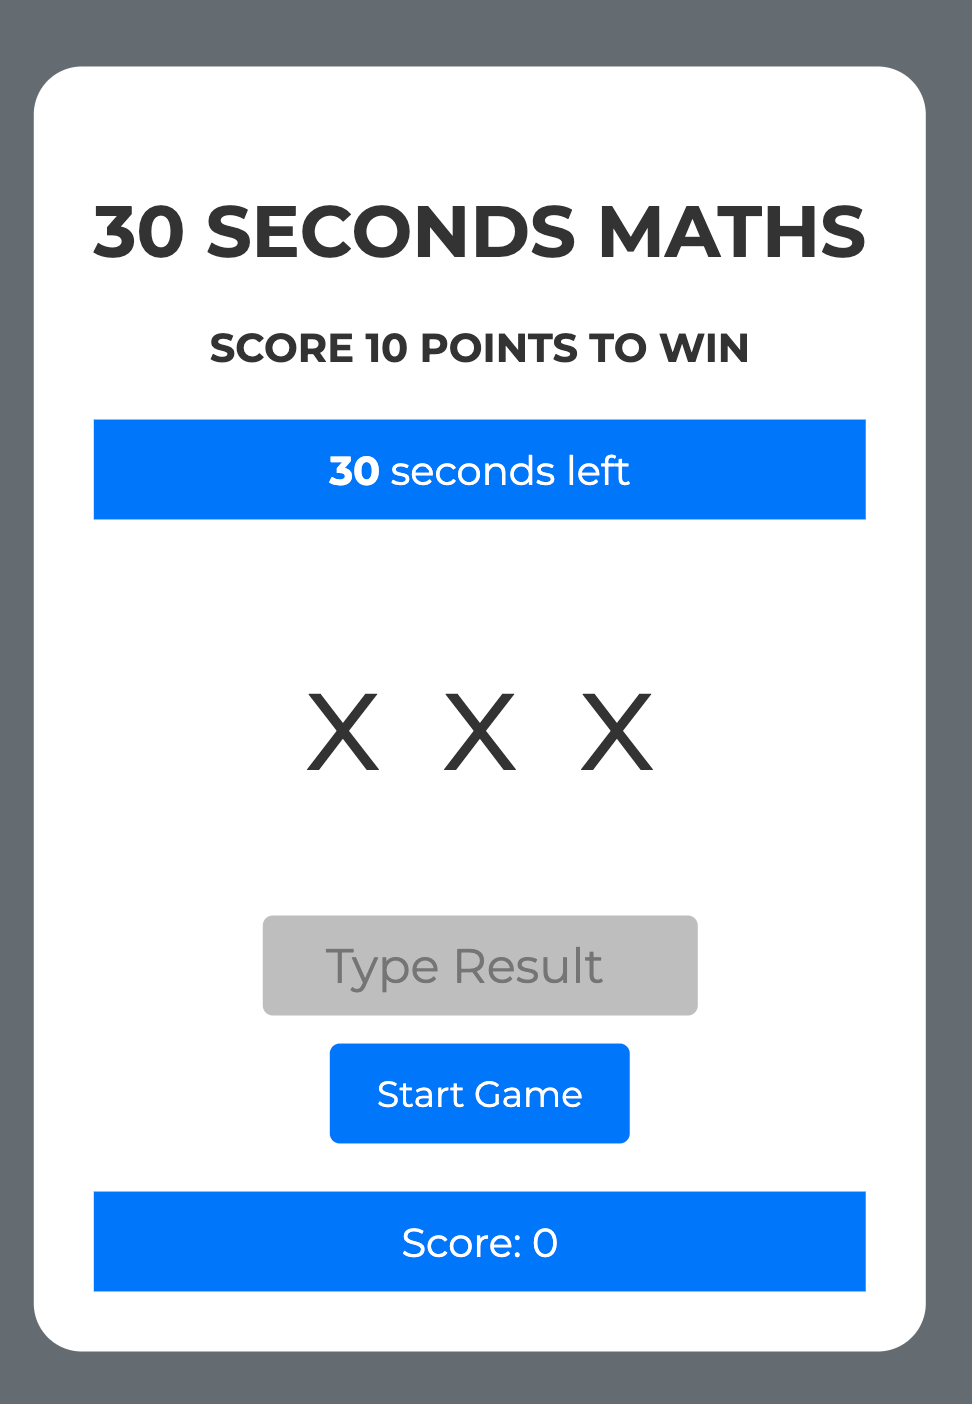 30 SECONDS MATHS
SCORE 10 POINTS TO WIN
30 seconds left
X X X
Type Result
Start Game
Score: 0